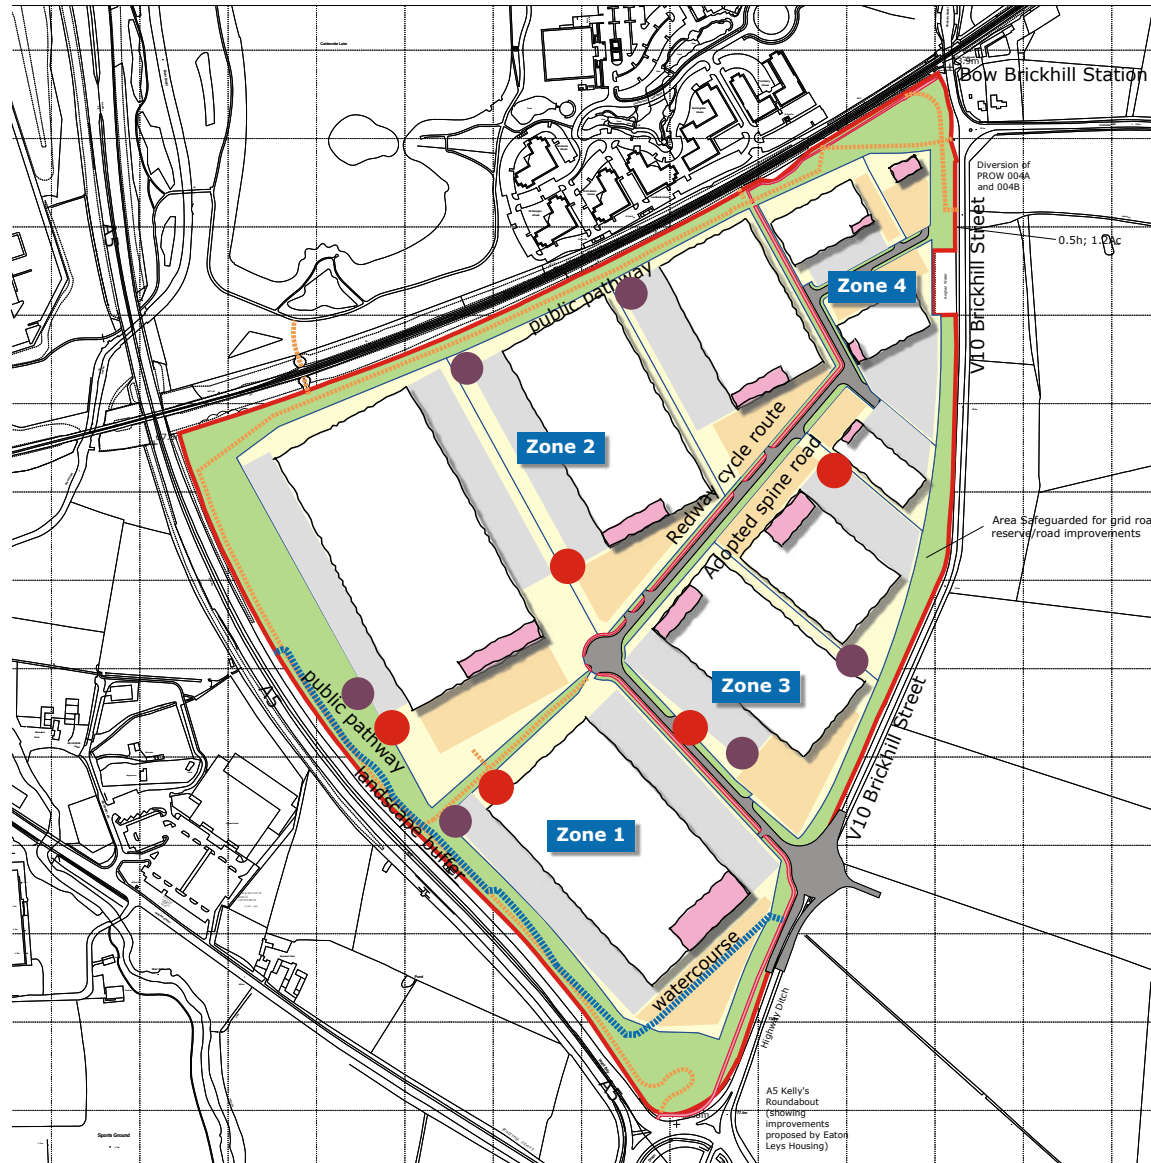 Caldecotte Lake
Bow Brickhill Station
Diversion of
PROW 004A
and 004B
A5
0.5h; 1.2Ac
Zone 4
V10 Brickhill Street
public pathway
Redway cycle route
Zone 2
Adopted spine road
Area Safeguarded for grid roa
reserve/road improvements
public pathway
A5
Zone 3
landscape buffer
V10 Brickhill Street
Zone 1
watercourse
Highway Ditch
A5
A5 Kelly's
Roundabout
(showing
improvements
proposed by Eaton
Leys Housing)
Sports Ground